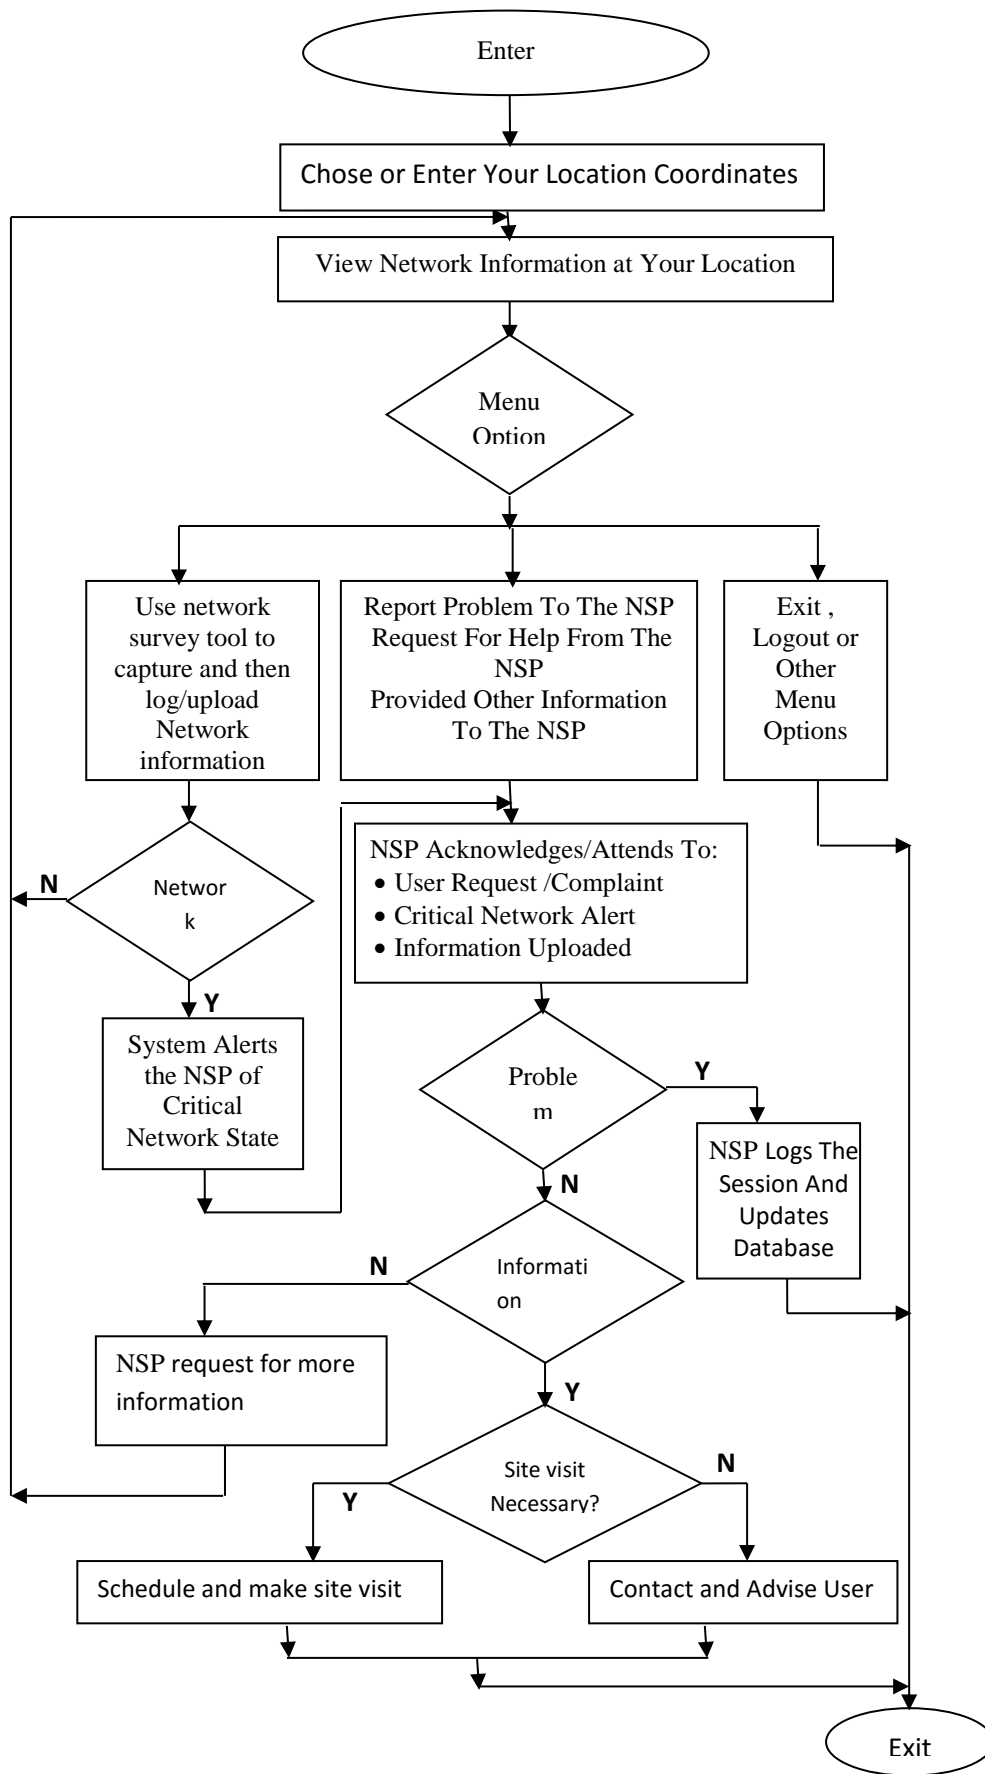 Enter
Chose or Enter Your Location Coordinates
View Network Information at Your Location
Menu
Option
Use network
survey tool to
capture and then
log/upload
Network
information
Report Problem To The NSP
Request For Help From The
NSP
Provided Other Information
To The NSP
Exit ,
Logout or
Other
Menu
Options
N
Networ
k
Y
NSP Acknowledges/Attends To:
• User Request /Complaint
• Critical Network Alert
• Information Uploaded
System Alerts
the NSP of
Critical
Network State
Proble
m
Y
N
NSP Logs The
Session And
Updates
Database
N
Informati
on
Y
NSP request for more
information
Site visit
Necessary?
Y
N
Schedule and make site visit
Contact and Advise User
Exit